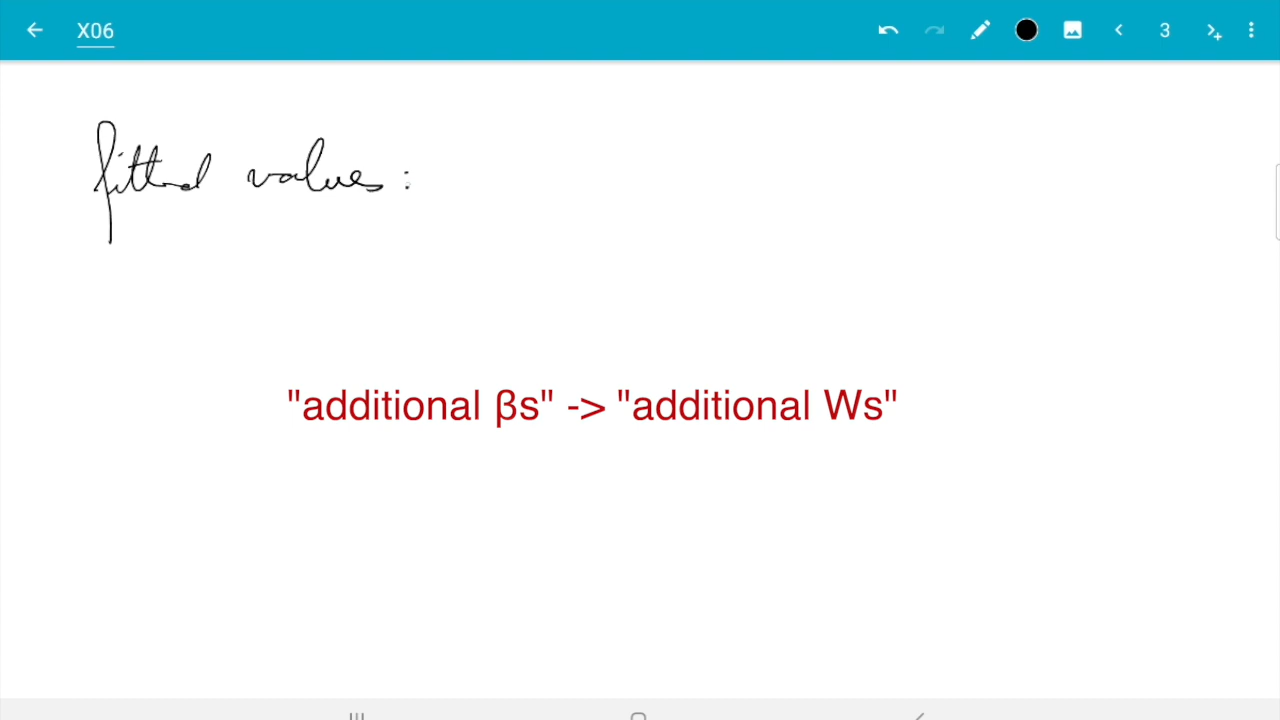 X06
3
fitted values:
"additional βs" -> "additional Ws"